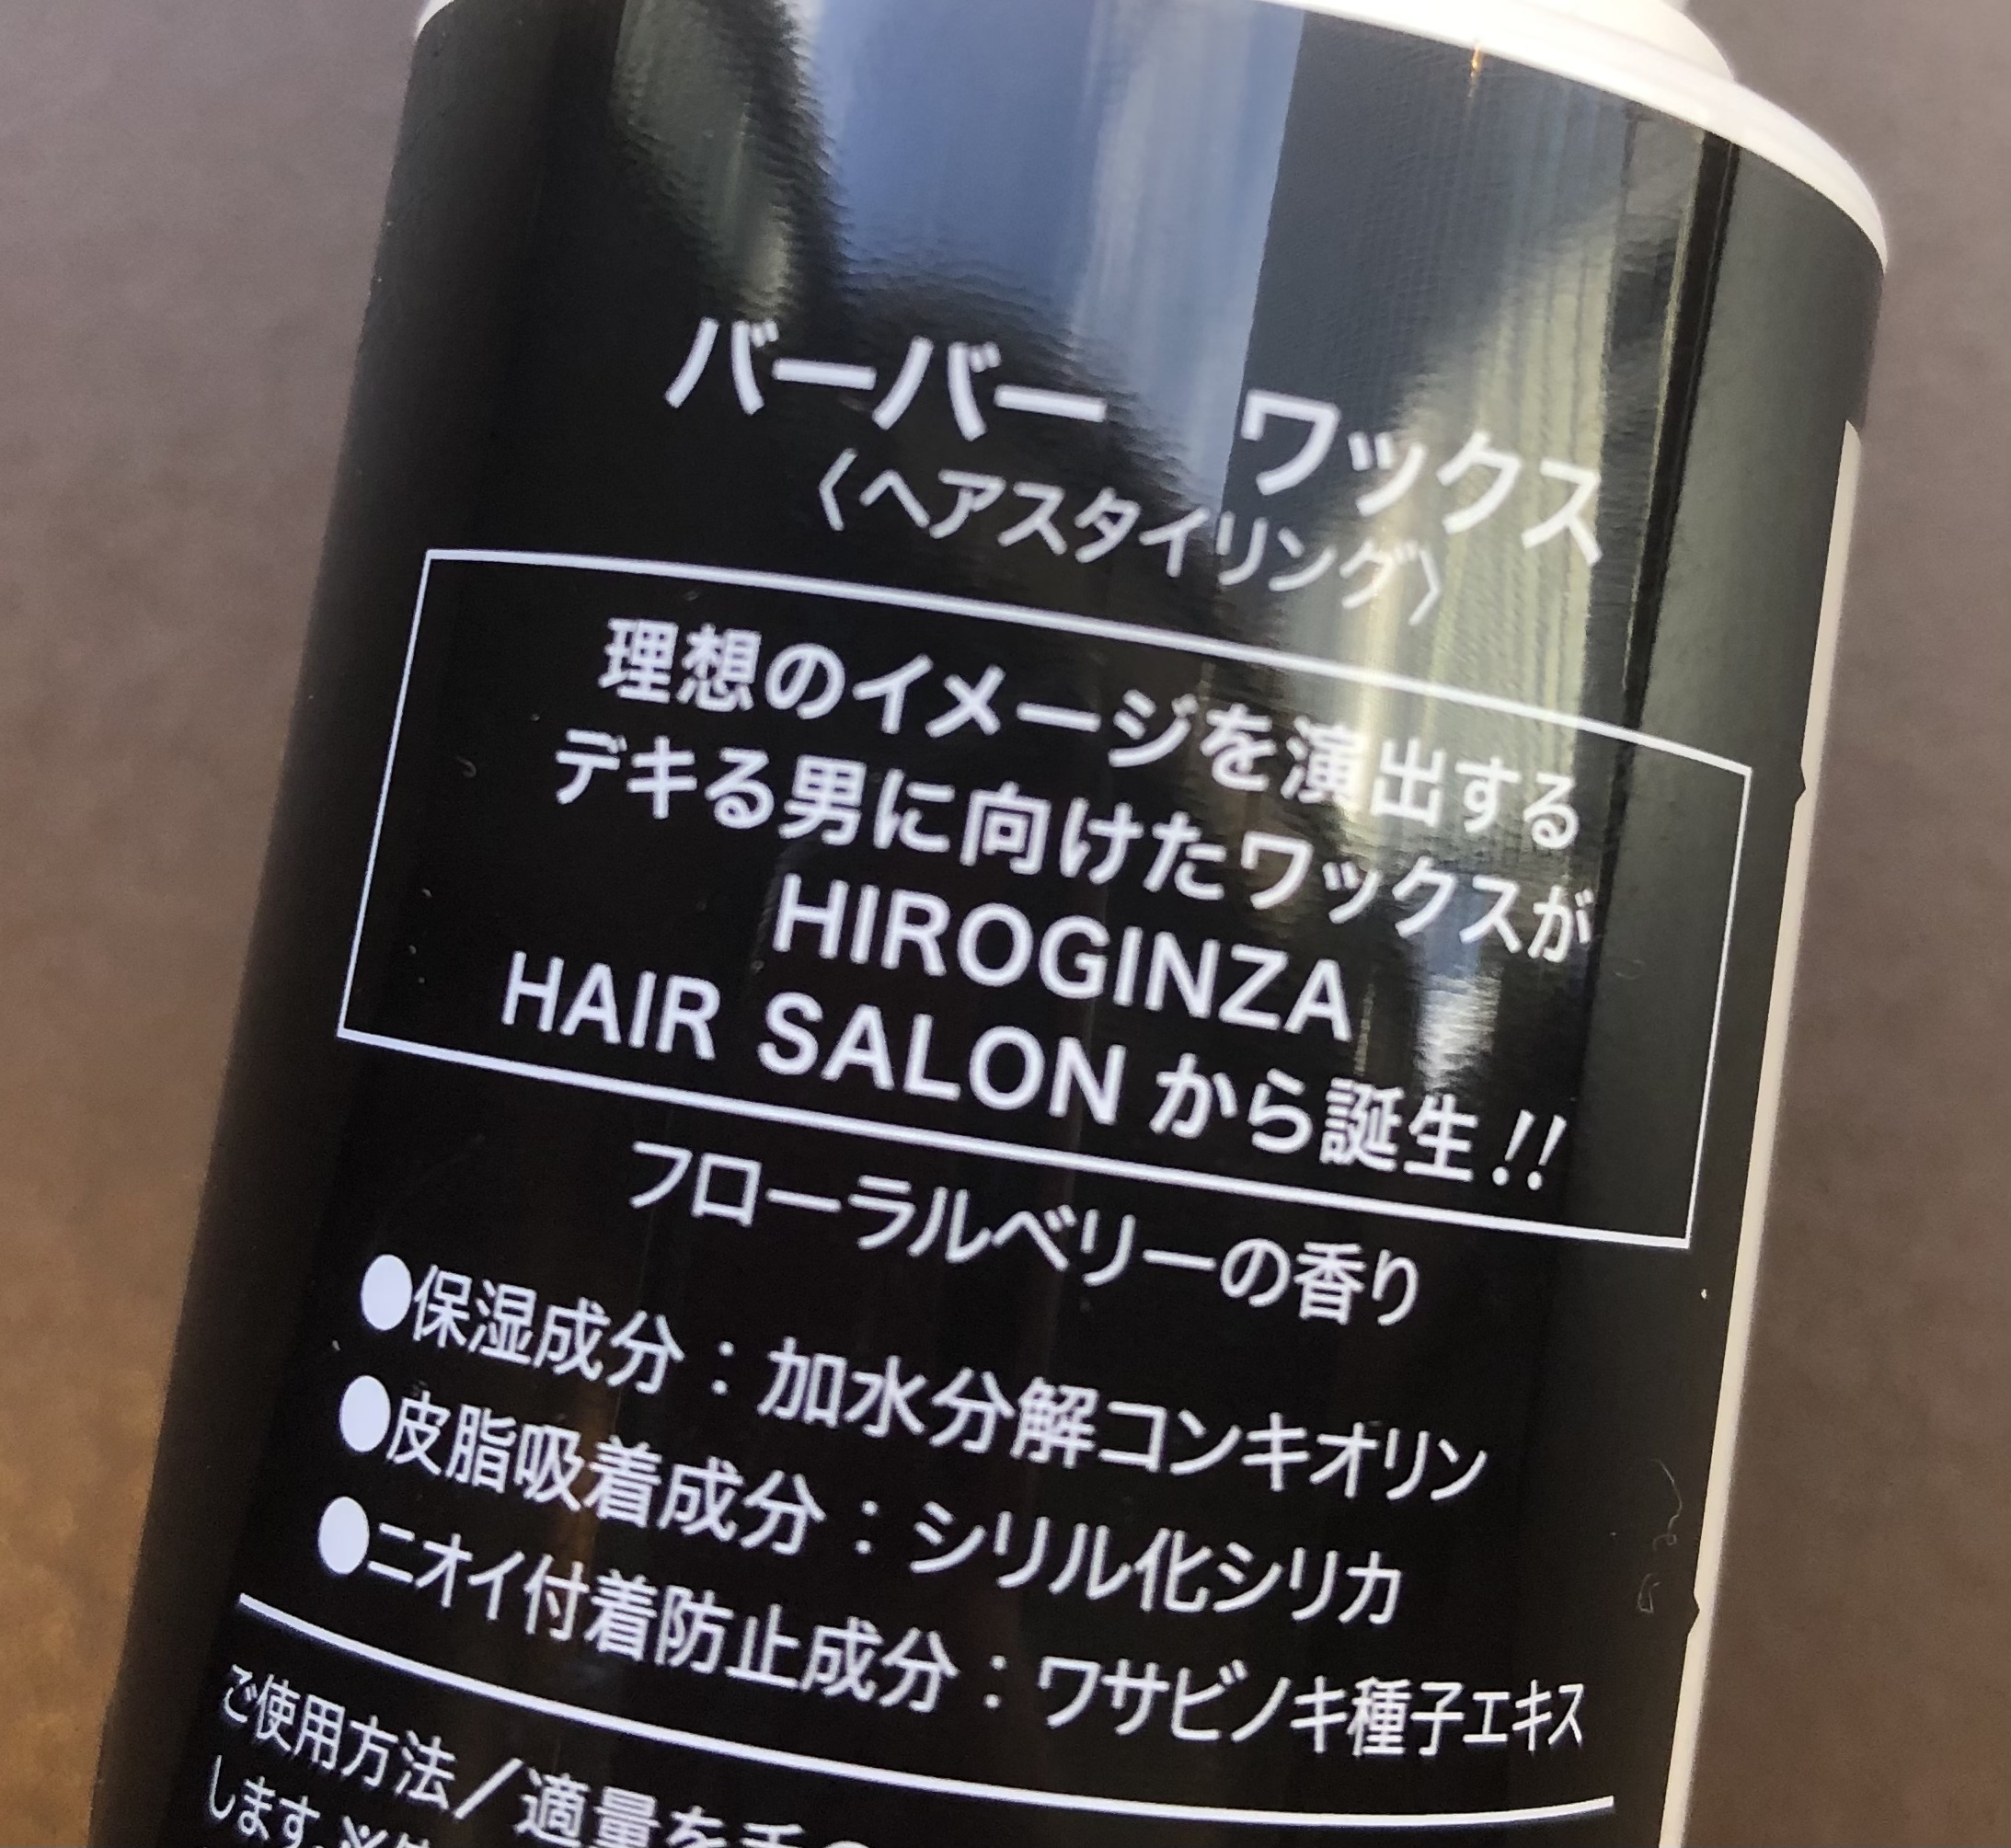 バーバー ワックス
〈ヘアスタイリング〉
理想のイメージを演出する
デキる男に向けたワックスが
HIROGINZA
HAIR SALON から誕生!!
フローラルベリーの香り
●保湿成分：加水分解コンキオリン
●皮脂吸着成分：シリル化シリカ
●ニオイ付着防止成分：ワサビノキ種子エキス
ご使用方法／適量を手の
します。※